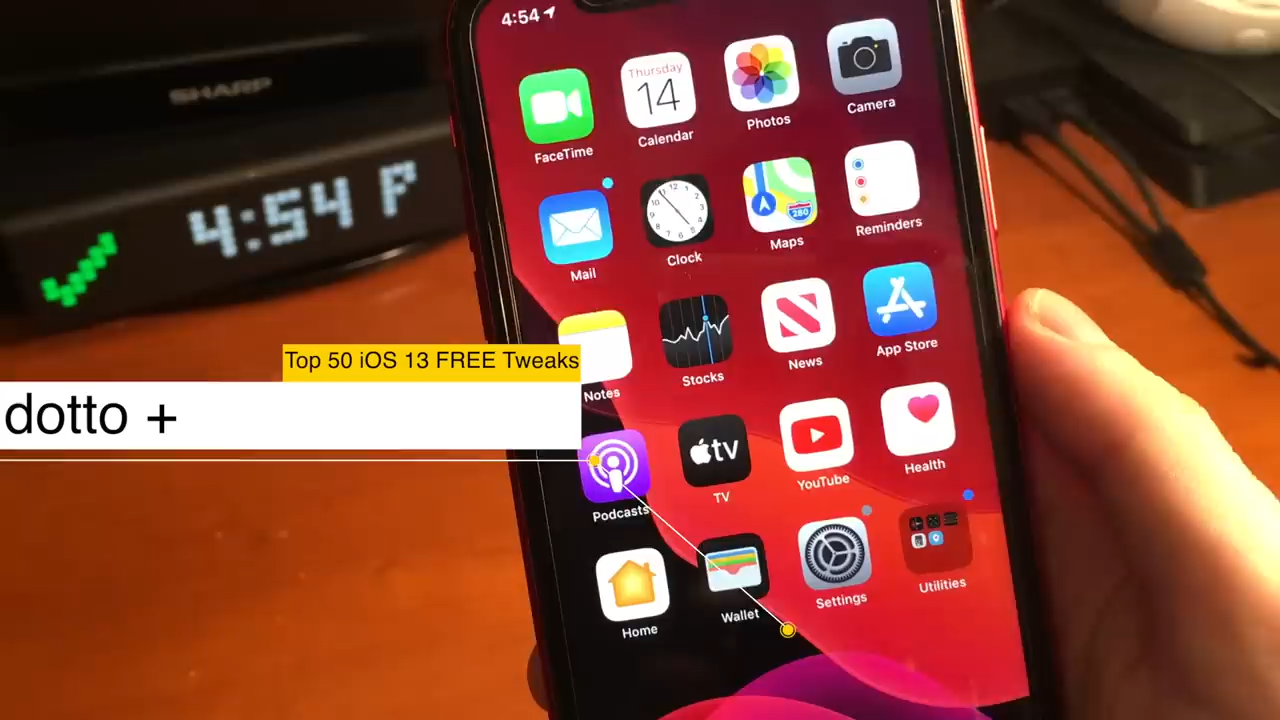 4:54
SHARP
4:54 P
Thursday
14
FaceTime
Calendar
Photos
Camera
12
280
Mail
Clock
Maps
Reminders
Notes
Stocks
News
App Store
Top 50 iOS 13 FREE Tweaks
dotto +
tv
Podcasts
TV
YouTube
Health
Home
Wallet
Settings
Utilities